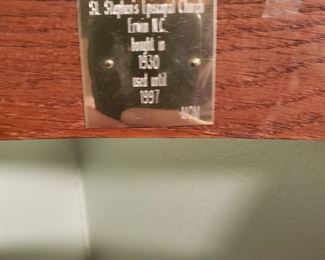 St. Stephen's Episcopal Church
Erwin N.C.
bought in
1930
used until
1997